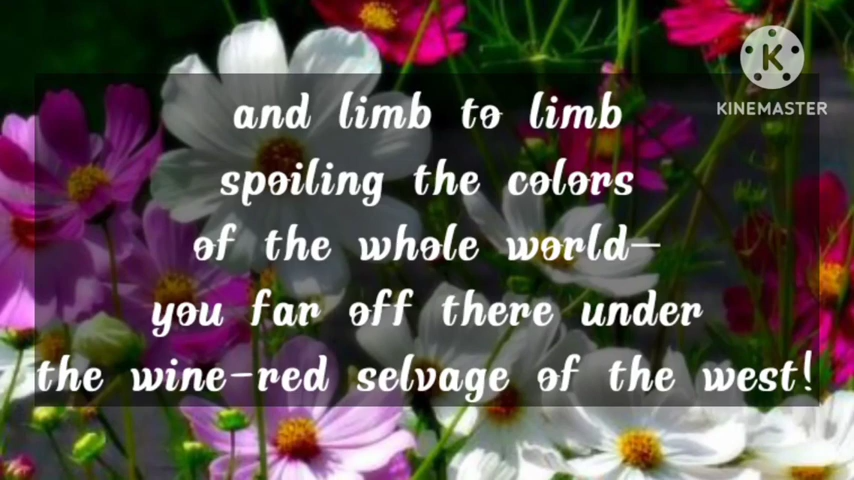 K
KINEMASTER
and limb to limb
spoiling the colors
of the whole world—
you far off there under
the wine-red selvage of the west!